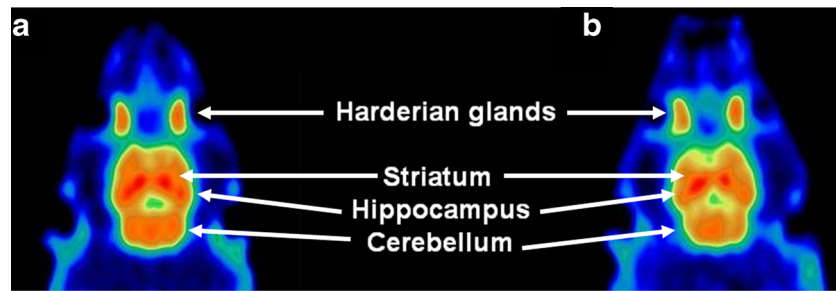 a
b
Harderian glands
Striatum
Hippocampus
Cerebellum